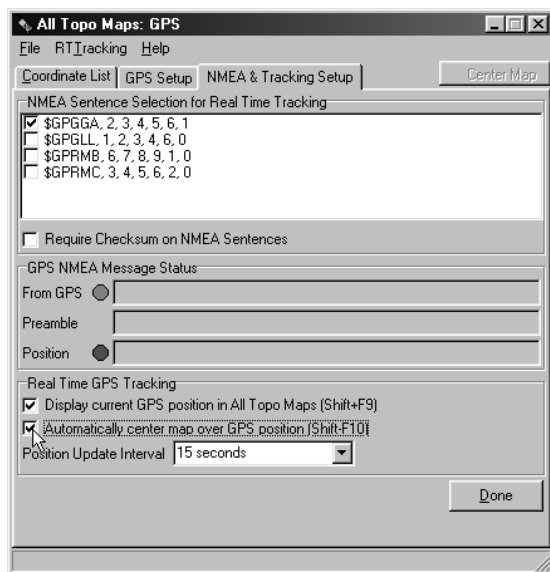 All Topo Maps: GPS
File RTTracking Help
Coordinate List GPS Setup NMEA & Tracking Setup Center Map
NMEA Sentence Selection for Real Time Tracking
$GPGGA, 2, 3, 4, 5, 6, 1
$GPGLL, 1, 2, 3, 4, 6, 0
$GPRMB, 6, 7, 8, 9, 1, 0
$GPRMC, 3, 4, 5, 6, 2, 0
Require Checksum on NMEA Sentences
GPS NMEA Message Status
From GPS
Preamble
Position
Real Time GPS Tracking
Display current GPS position in All Topo Maps (Shift+F9)
Automatically center map over GPS position (Shift-F10)
Position Update Interval 15 seconds
Done